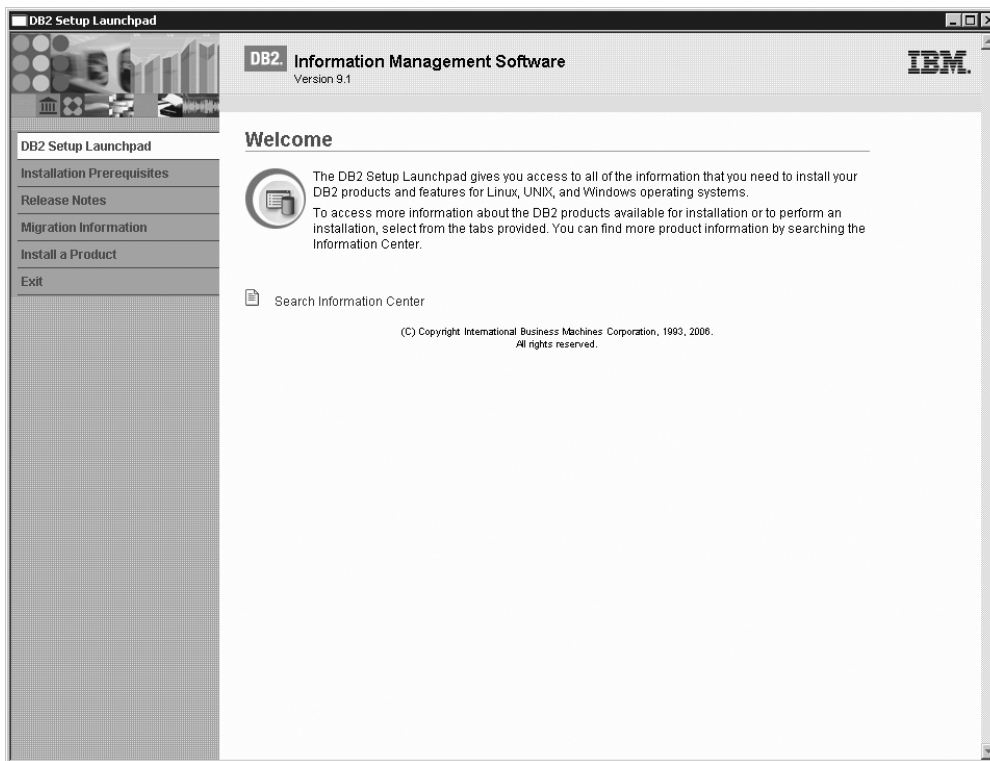 DB2 Setup Launchpad
DB2. Information Management Software
Version 9.1
IBM.
DB2 Setup Launchpad
Installation Prerequisites
Release Notes
Migration Information
Install a Product
Exit
Welcome
The DB2 Setup Launchpad gives you access to all of the information that you need to install your
DB2 products and features for Linux, UNIX, and Windows operating systems.
To access more information about the DB2 products available for installation or to perform an
installation, select from the tabs provided. You can find more product information by searching the
Information Center.
Search Information Center
(C) Copyright International Business Machines Corporation, 1993, 2006.
All rights reserved.